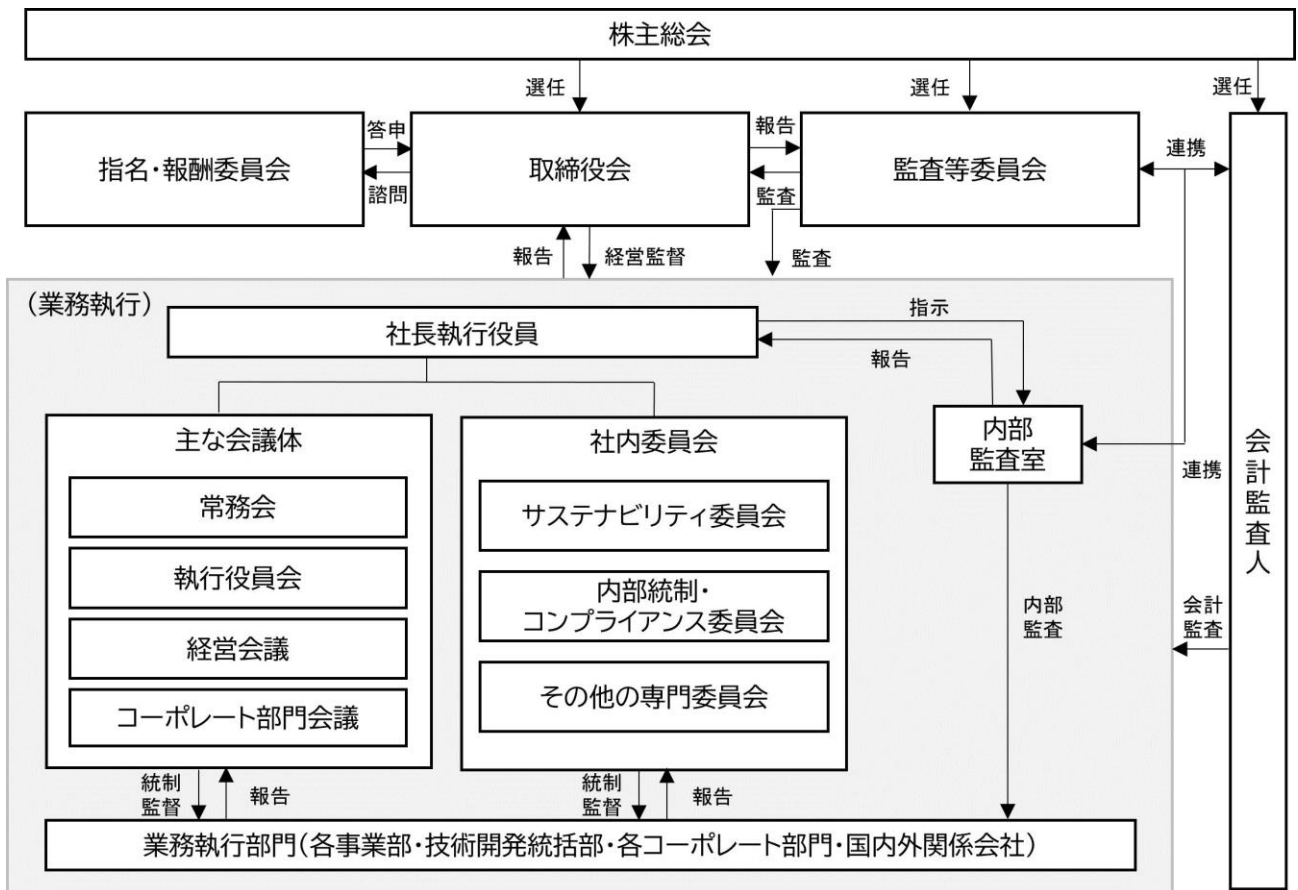 株主総会
選任
選任
選任
指名・報酬委員会
答申
諮問
取締役会
報告
監査
監査等委員会
連携
報告
経営監督
監査
(業務執行)
社長執行役員
指示
報告
主な会議体
常務会
執行役員会
経営会議
コーポレート部門会議
社内委員会
サステナビリティ委員会
内部統制・
コンプライアンス委員会
その他の専門委員会
内部
監査室
連携
内部
監査
会計
監査
会計監査人
統制
監督
報告
統制
監督
報告
業務執行部門(各事業部・技術開発統括部・各コーポレート部門・国内外関係会社)